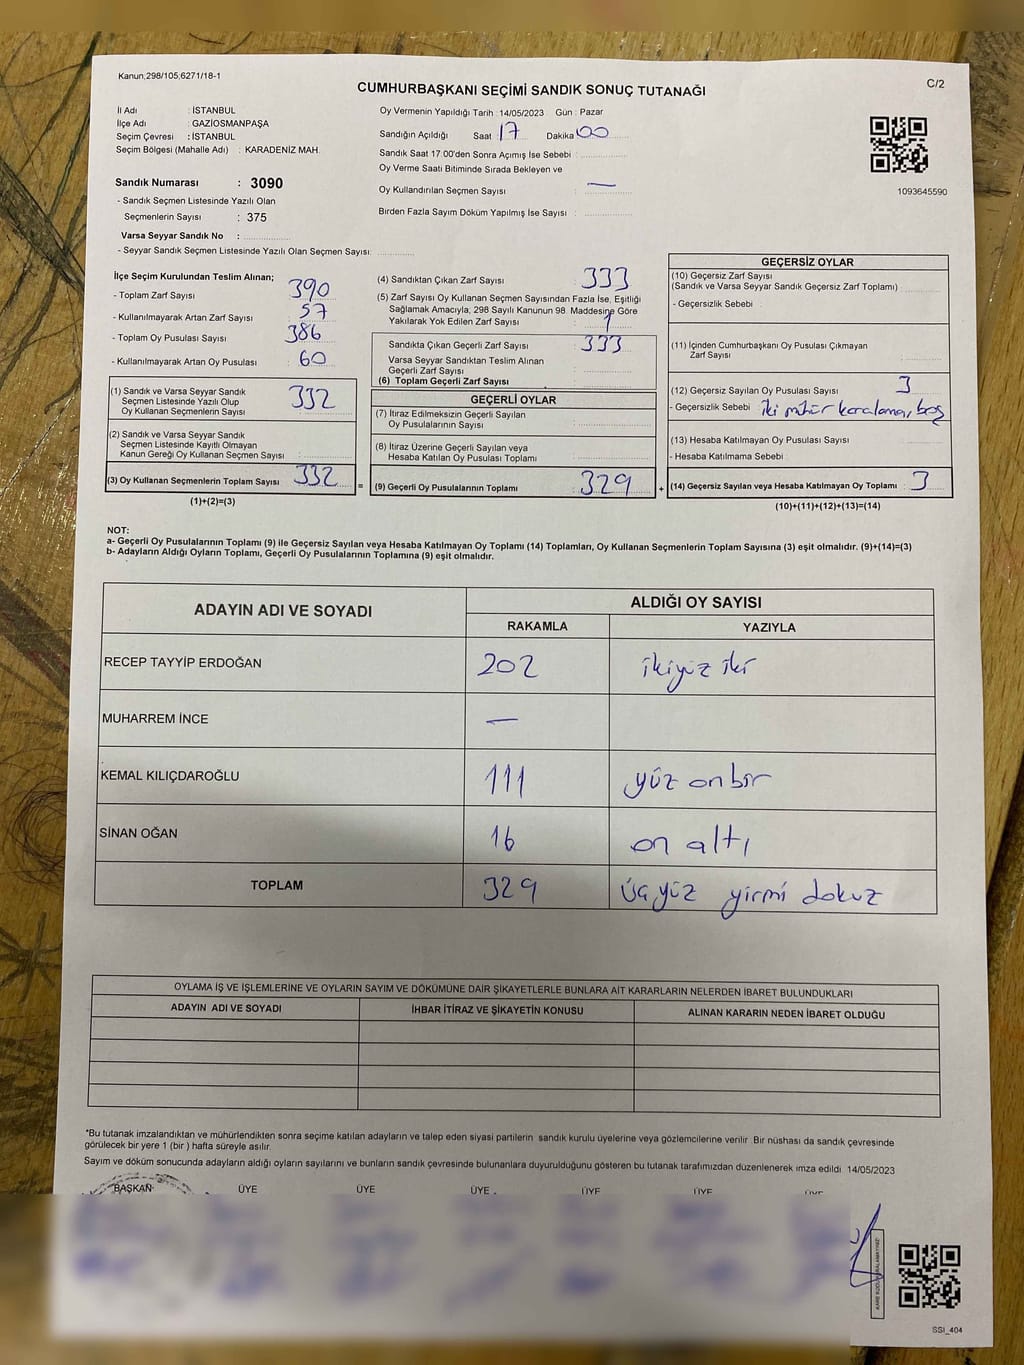 Kanun;298/105,6271/18-1
C/2
CUMHURBAŞKANI SEÇİMİ SANDIK SONUÇ TUTANAĞI
İl Adı : İSTANBUL
İlçe Adı : GAZİOSMANPAŞA
Seçim Çevresi : İSTANBUL
Seçim Bölgesi (Mahalle Adı) : KARADENİZ MAH.
Sandık Numarası : 3090
- Sandık Seçmen Listesinde Yazılı Olan
Seçmenlerin Sayısı : 375
Varsa Seyyar Sandık No :
- Seyyar Sandık Seçmen Listesinde Yazılı Olan Seçmen Sayısı:
Oy Vermenin Yapıldığı Tarih : 14/05/2023 Gün : Pazar
Sandığın Açıldığı Saat 17 Dakika 00
Sandık Saat 17.00'den Sonra Açımış İse Sebebi :
Oy Verme Saati Bitiminde Sırada Bekleyen ve
Oy Kullandırılan Seçmen Sayısı : —
Birden Fazla Sayım Döküm Yapılmış İse Sayısı :
1093645590
İlçe Seçim Kurulundan Teslim Alınan;
- Toplam Zarf Sayısı : 390
- Kullanılmayarak Artan Zarf Sayısı : 57
- Toplam Oy Pusulası Sayısı : 386
- Kullanılmayarak Artan Oy Pusulası : 60
(1) Sandık ve Varsa Seyyar Sandık
Seçmen Listesinde Yazılı Olup
Oy Kullanan Seçmenlerin Sayısı : 332
(2) Sandık ve Varsa Seyyar Sandık
Seçmen Listesinde Kayıtlı Olmayan
Kanun Gereği Oy Kullanan Seçmen Sayısı :
(3) Oy Kullanan Seçmenlerin Toplam Sayısı : 332
(1)+(2)=(3)
=
(4) Sandıktan Çıkan Zarf Sayısı : 333
(5) Zarf Sayısı Oy Kullanan Seçmen Sayısından Fazla İse, Eşitliği
Sağlamak Amacıyla; 298 Sayılı Kanunun 98. Maddesine Göre
Yakılarak Yok Edilen Zarf Sayısı : 1
Sandıkta Çıkan Geçerli Zarf Sayısı : 333
Varsa Seyyar Sandıktan Teslim Alınan
Geçerli Zarf Sayısı :
(6) Toplam Geçerli Zarf Sayısı :
GEÇERLİ OYLAR
(7) İtiraz Edilmeksizin Geçerli Sayılan
Oy Pusulalarının Sayısı :
(8) İtiraz Üzerine Geçerli Sayılan veya
Hesaba Katılan Oy Pusulası Toplamı :
(9) Geçerli Oy Pusulalarının Toplamı : 329
+
GEÇERSİZ OYLAR
(10) Geçersiz Zarf Sayısı
(Sandık ve Varsa Seyyar Sandık Geçersiz Zarf Toplamı) :
- Geçersizlik Sebebi :
(11) İçinden Cumhurbaşkanı Oy Pusulası Çıkmayan
Zarf Sayısı :
(12) Geçersiz Sayılan Oy Pusulası Sayısı : 3
- Geçersizlik Sebebi : iki mühür karalama, boş
(13) Hesaba Katılmayan Oy Pusulası Sayısı :
- Hesaba Katılmama Sebebi :
(14) Geçersiz Sayılan veya Hesaba Katılmayan Oy Toplamı : 3
(10)+(11)+(12)+(13)=(14)
NOT:
a- Geçerli Oy Pusulalarının Toplamı (9) ile Geçersiz Sayılan veya Hesaba Katılmayan Oy Toplamı (14) Toplamları, Oy Kullanan Seçmenlerin Toplam Sayısına (3) eşit olmalıdır. (9)+(14)=(3)
b- Adayların Aldığı Oyların Toplamı, Geçerli Oy Pusulalarının Toplamına (9) eşit olmalıdır.
ADAYIN ADI VE SOYADI
ALDIĞI OY SAYISI
RAKAMLA YAZIYLA
RECEP TAYYİP ERDOĞAN 202 ikiyüz iki
MUHARREM İNCE —
KEMAL KILIÇDAROĞLU 111 yüz onbir
SİNAN OĞAN 16 on altı
TOPLAM 329 üçyüz yirmi dokuz
OYLAMA İŞ VE İŞLEMLERİNE VE OYLARIN SAYIM VE DÖKÜMÜNE DAİR ŞİKAYETLERLE BUNLARA AİT KARARLARIN NELERDEN İBARET BULUNDUKLARI
ADAYIN ADI VE SOYADI İHBAR İTİRAZ VE ŞİKAYETİN KONUSU ALINAN KARARIN NEDEN İBARET OLDUĞU
*Bu tutanak imzalandıktan ve mühürlendikten sonra seçime katılan adayların ve talep eden siyasi partilerin sandık kurulu üyelerine veya gözlemcilerine verilir. Bir nüshası da sandık çevresinde
görülecek bir yere 1 (bir) hafta süreyle asılır.
Sayım ve döküm sonucunda adayların aldığı oyların sayılarını ve bunların sandık çevresinde bulunanlara duyurulduğunu gösteren bu tutanak tarafımızdan düzenlenerek imza edildi 14/05/2023
BAŞKAN ÜYE ÜYE ÜYE ÜYE ÜYE ÜYE
SSI_404